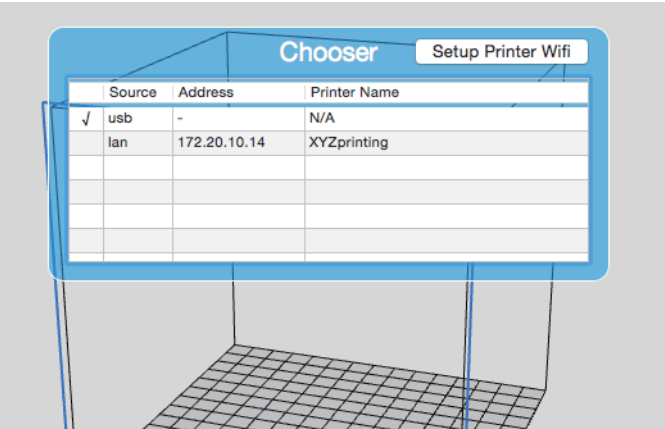 Chooser Setup Printer Wifi
Source Address Printer Name
√ usb - N/A
lan 172.20.10.14 XYZprinting